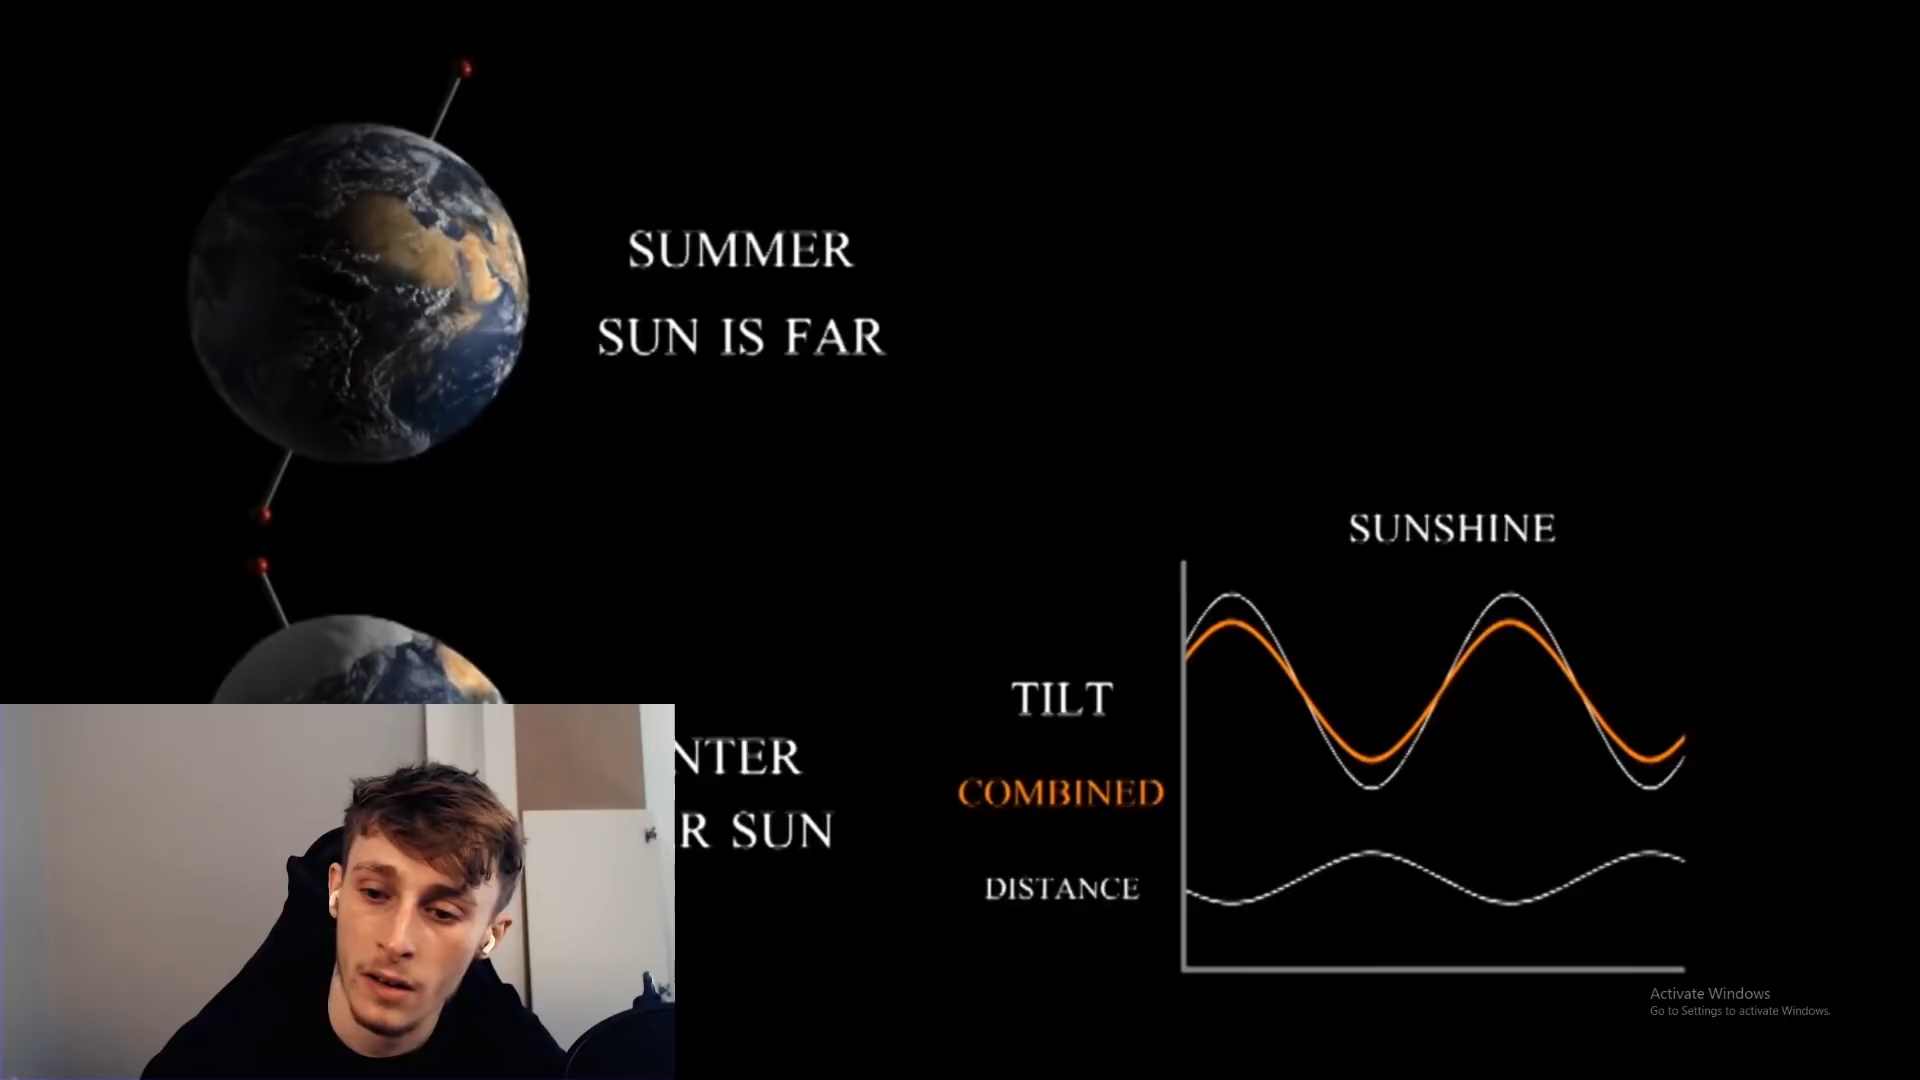 SUMMER
SUN IS FAR
NTER
R SUN
SUNSHINE
TILT
COMBINED
DISTANCE
Activate Windows
Go to Settings to activate Windows.